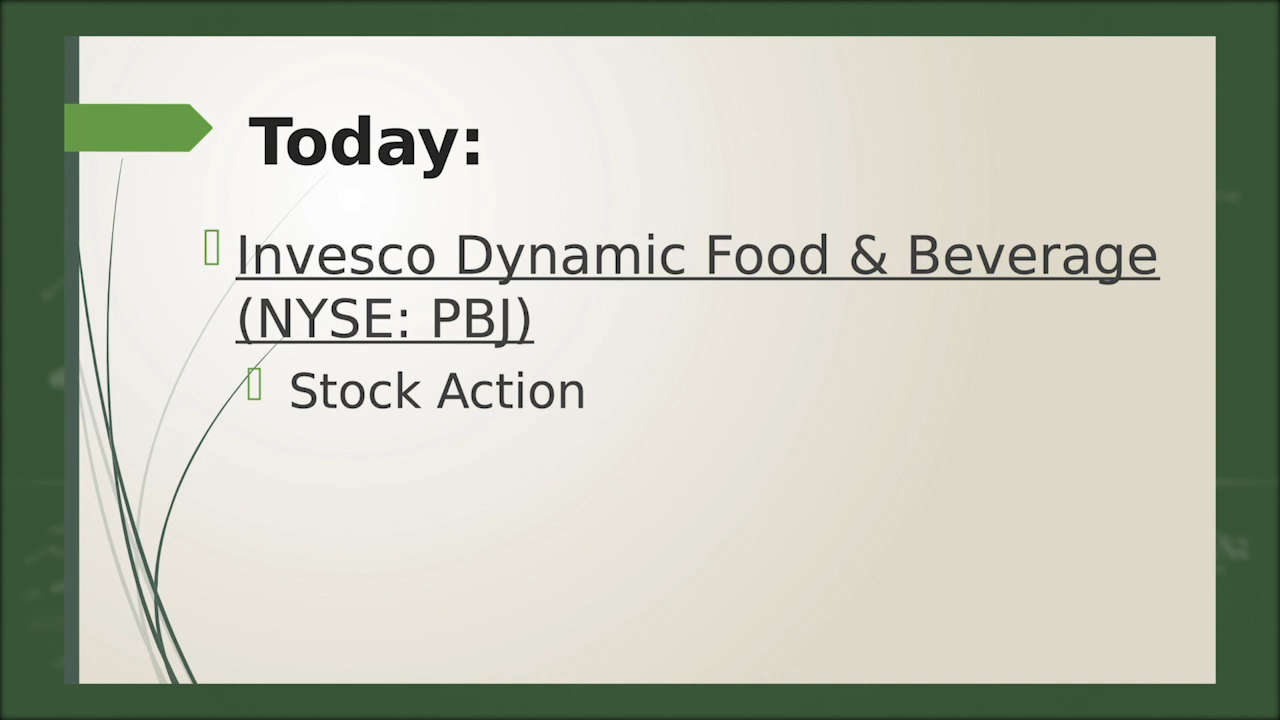 Today:
Invesco Dynamic Food & Beverage
(NYSE: PBJ)
Stock Action